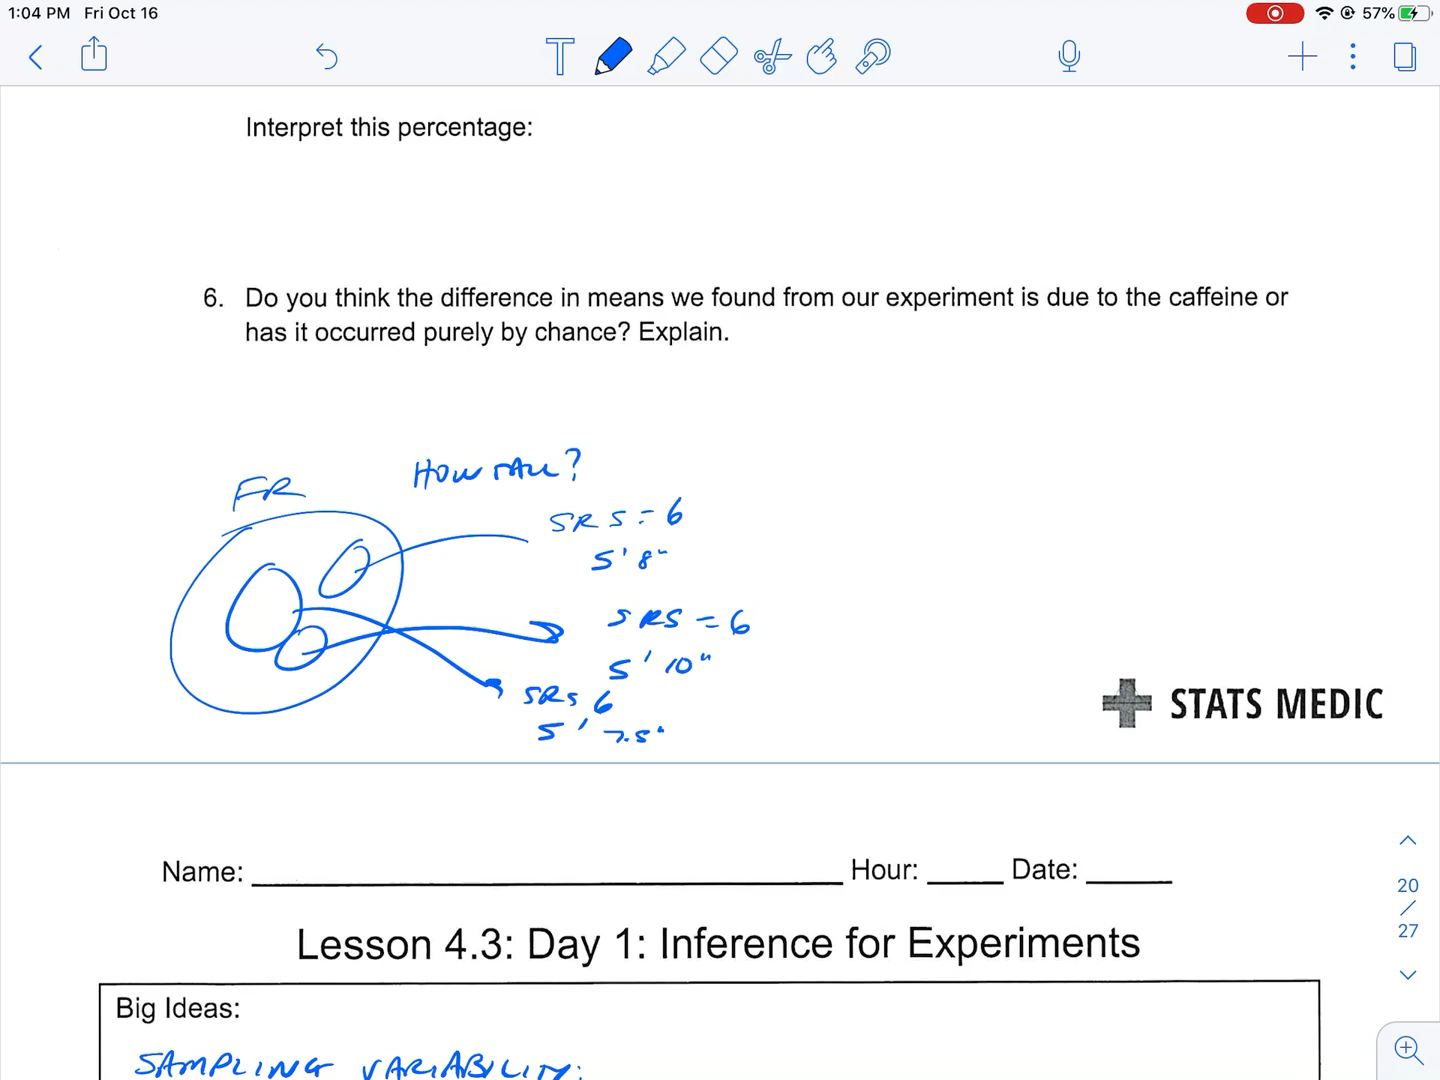 1:04 PM Fri Oct 16 57%
Interpret this percentage:
6. Do you think the difference in means we found from our experiment is due to the caffeine or
has it occurred purely by chance? Explain.
HOW TALL?
FR
SRS = 6
5' 8"
SRS = 6
5' 10"
SRS 6
5' 7.5"
STATS MEDIC
Name: Hour: Date:
20
/
27
Lesson 4.3: Day 1: Inference for Experiments
Big Ideas:
SAMPLING VARIABILITY: